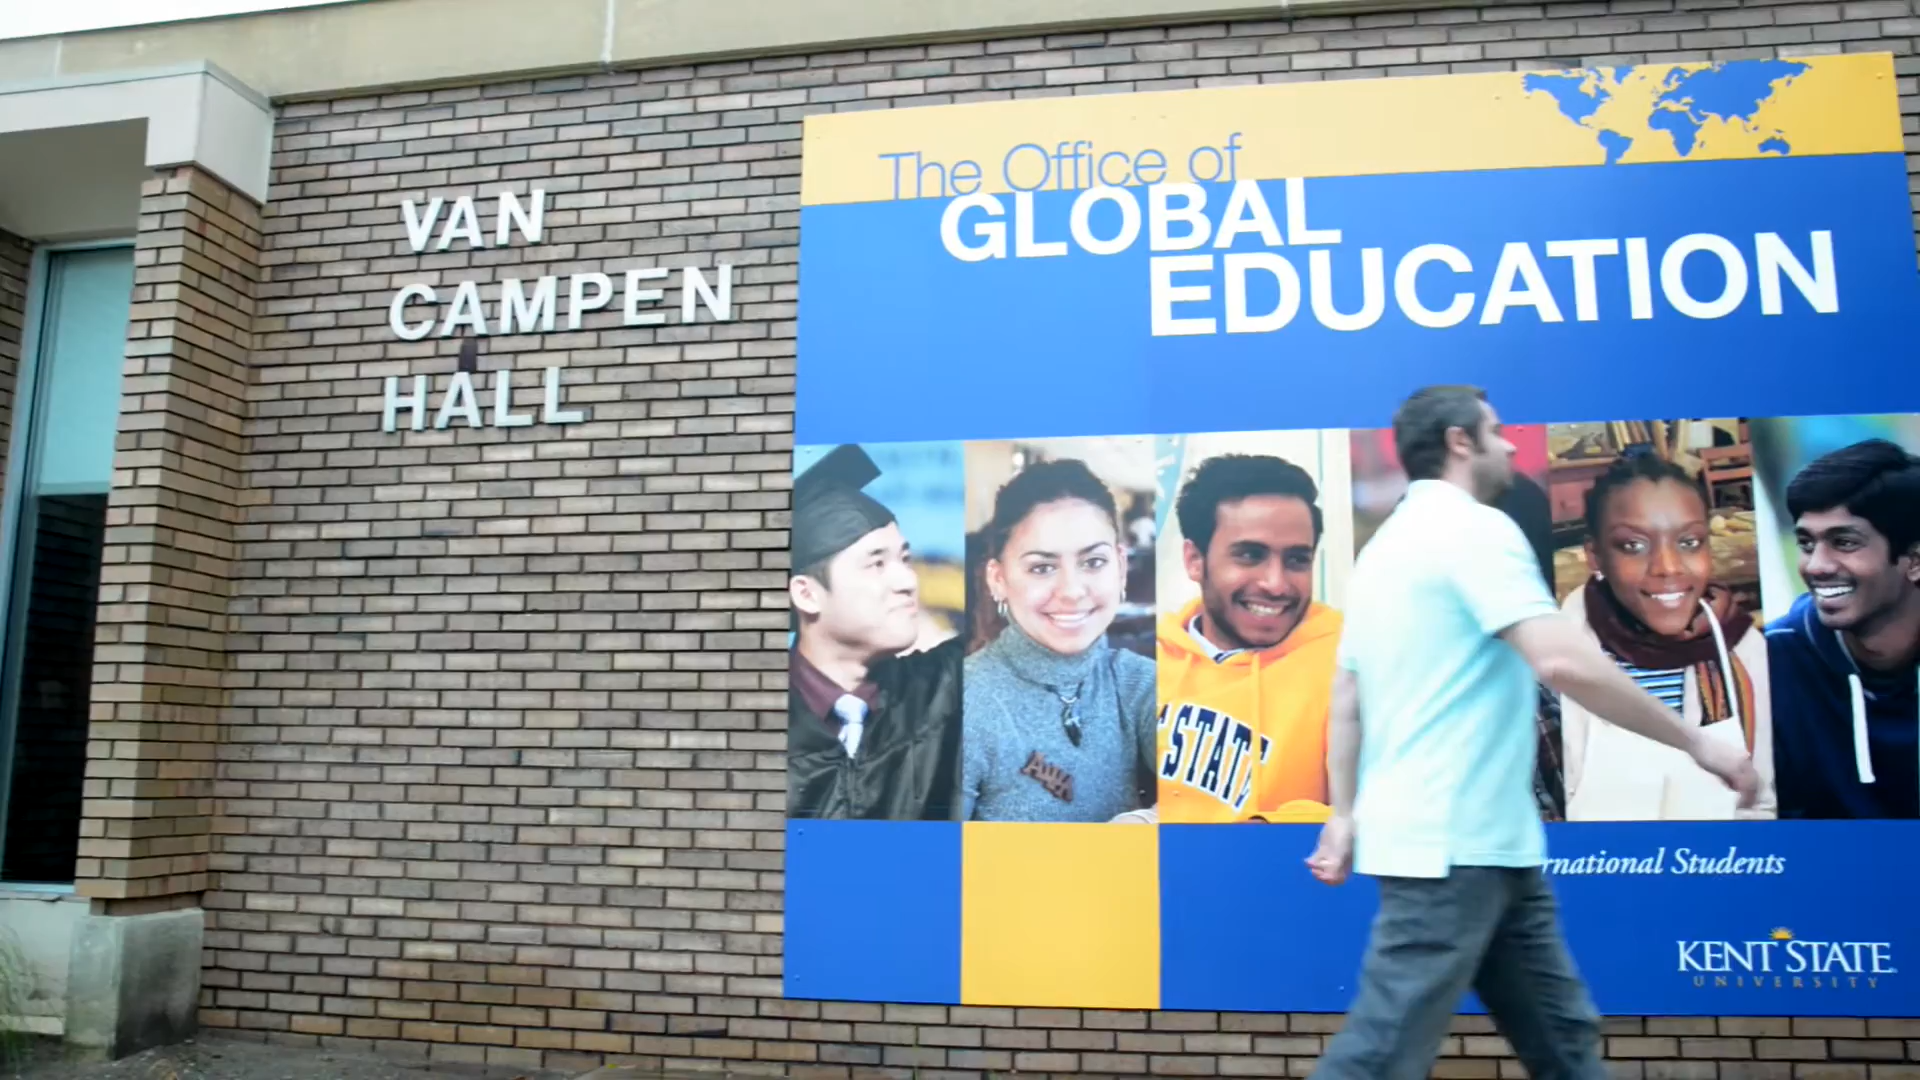 VAN
CAMPEN
HALL
The Office of
GLOBAL
EDUCATION
STATE
rnational Students
KENT STATE
UNIVERSITY